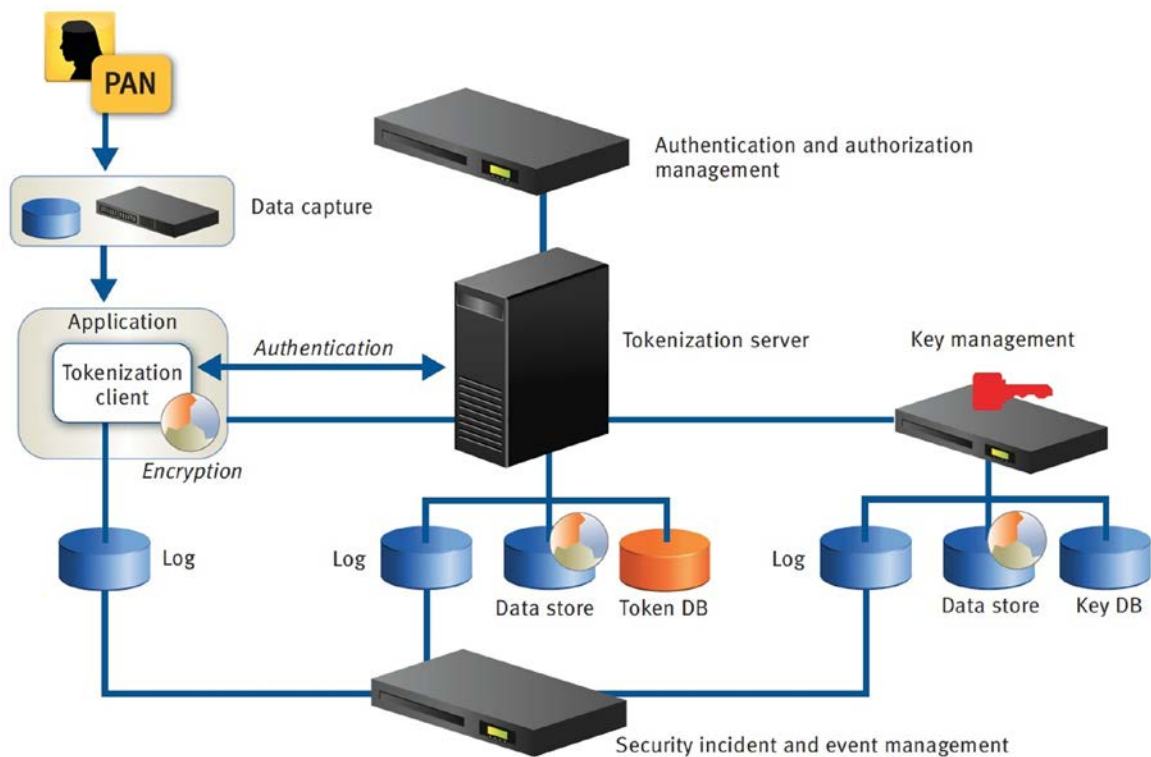 PAN
Authentication and authorization
management
Data capture
Application
Authentication
Tokenization
client
Tokenization server
Key management
Encryption
Log
Log
Data store
Token DB
Log
Data store
Key DB
Security incident and event management